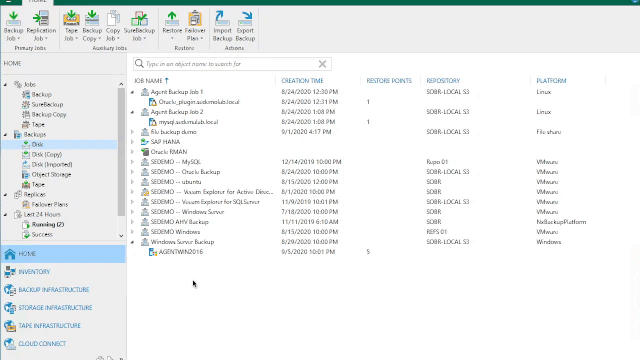 HOME
Backup Job
Replication Job
Tape Job
Backup Copy
Copy Job
SureBackup Job
Restore
Failover Plan
Import Backup
Export Backup
Primary Jobs
Auxiliary Jobs
Restore
Actions
HOME
Type in an object name to search for
Jobs
Backup
SureBackup
Backup Copy
Tape
Backups
Disk
Disk (Copy)
Disk (Imported)
Object Storage
Tape
Replicas
Failover Plans
Last 24 Hours
Running (2)
Success
HOME
INVENTORY
BACKUP INFRASTRUCTURE
STORAGE INFRASTRUCTURE
TAPE INFRASTRUCTURE
CLOUD CONNECT
JOB NAME CREATION TIME RESTORE POINTS REPOSITORY PLATFORM
Agent Backup Job 1 8/24/2020 12:30 PM SOBR-LOCAL S3 Linux
Oracle_plugin.sedemolab.local 8/24/2020 12:31 PM 1
Agent Backup Job 2 8/24/2020 1:08 PM SOBR-LOCAL S3 Linux
mysql.sedemolab.local 8/24/2020 1:08 PM 1
file backup demo 9/1/2020 4:17 PM SOBR-LOCAL S3 File share
SAP HANA
Oracle RMAN
SEDEMO -- MySQL 12/14/2019 10:00 PM Repo 01 VMware
SEDEMO -- Oracle Backup 8/24/2020 10:00 PM SOBR VMware
SEDEMO -- ubuntu 8/15/2020 12:00 PM SOBR VMware
SEDEMO -- Veeam Explorer for Active Direc... 8/1/2020 10:00 PM SOBR VMware
SEDEMO -- Veeam Explorer for SQLServer 11/9/2019 10:01 PM SOBR-LOCAL S3 VMware
SEDEMO -- Windows Server 7/18/2020 10:00 PM SOBR VMware
SEDEMO AHV Backup 11/11/2019 6:10 AM SOBR NxBackupPlatform
SEDEMO Windows 8/15/2020 10:00 PM REFS 01 VMware
Windows Server Backup 8/29/2020 10:00 PM SOBR-LOCAL S3 Windows
AGENTWIN2016 9/5/2020 10:01 PM 5